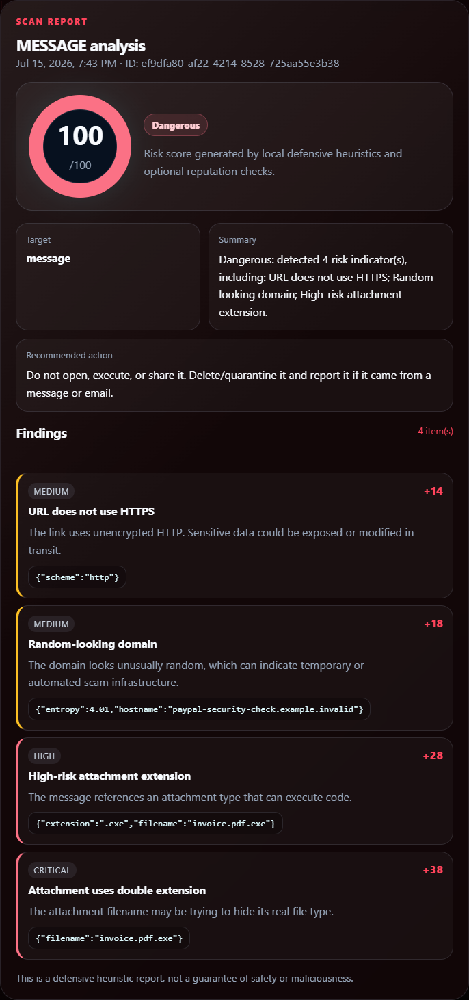 SCAN REPORT
MESSAGE analysis
Jul 15, 2026, 7:43 PM · ID: ef9dfa80-af22-4214-8528-725aa55e3b38
100
/100
Dangerous
Risk score generated by local defensive heuristics and
optional reputation checks.
Target
message
Summary
Dangerous: detected 4 risk indicator(s),
including: URL does not use HTTPS; Random-
looking domain; High-risk attachment
extension.
Recommended action
Do not open, execute, or share it. Delete/quarantine it and report it if it came from a
message or email.
Findings
4 item(s)
MEDIUM
+14
URL does not use HTTPS
The link uses unencrypted HTTP. Sensitive data could be exposed or modified in
transit.
{"scheme":"http"}
MEDIUM
+18
Random-looking domain
The domain looks unusually random, which can indicate temporary or
automated scam infrastructure.
{"entropy":4.01,"hostname":"paypal-security-check.example.invalid"}
HIGH
+28
High-risk attachment extension
The message references an attachment type that can execute code.
{"extension":".exe","filename":"invoice.pdf.exe"}
CRITICAL
+38
Attachment uses double extension
The attachment filename may be trying to hide its real file type.
{"filename":"invoice.pdf.exe"}
This is a defensive heuristic report, not a guarantee of safety or maliciousness.